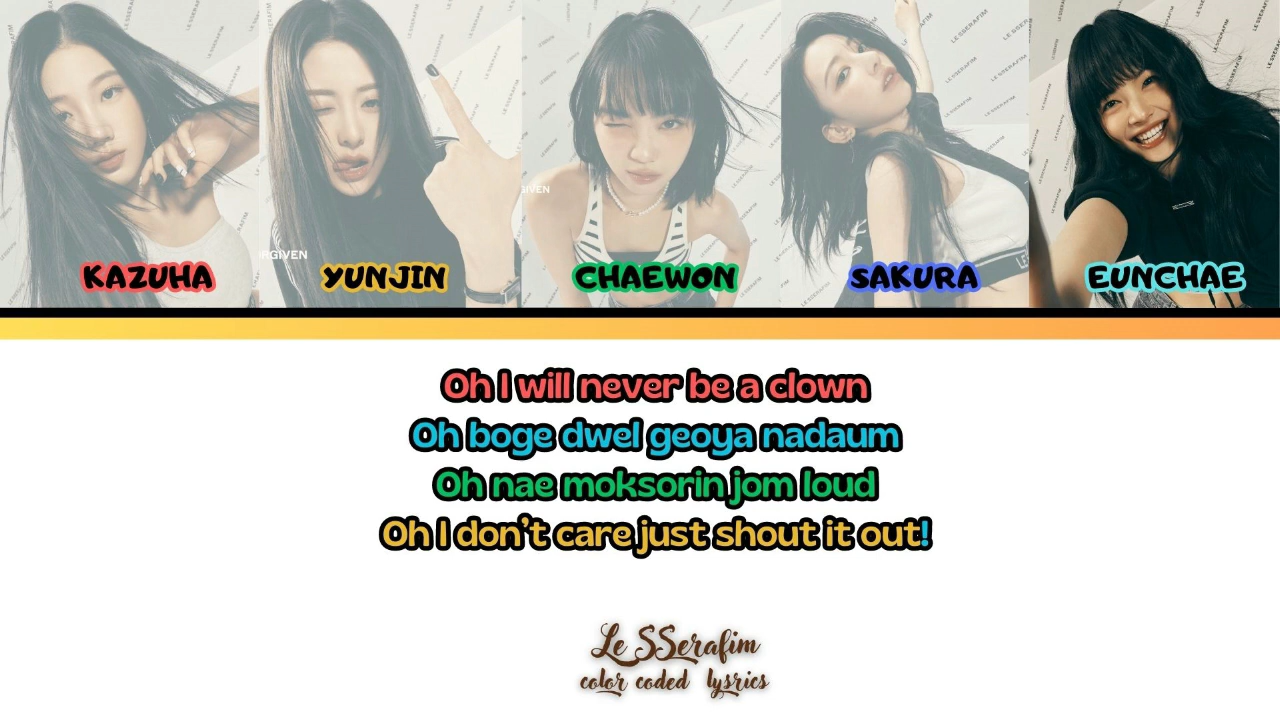 KAZUHA YUNJIN CHAEWON SAKURA EUNCHAE
Oh I will never be a clown
Oh boge dwel geoya nadaum
Oh nae moksorin jom loud
Oh I don't care just shout it out!
Le SSerafim
color coded lysrics